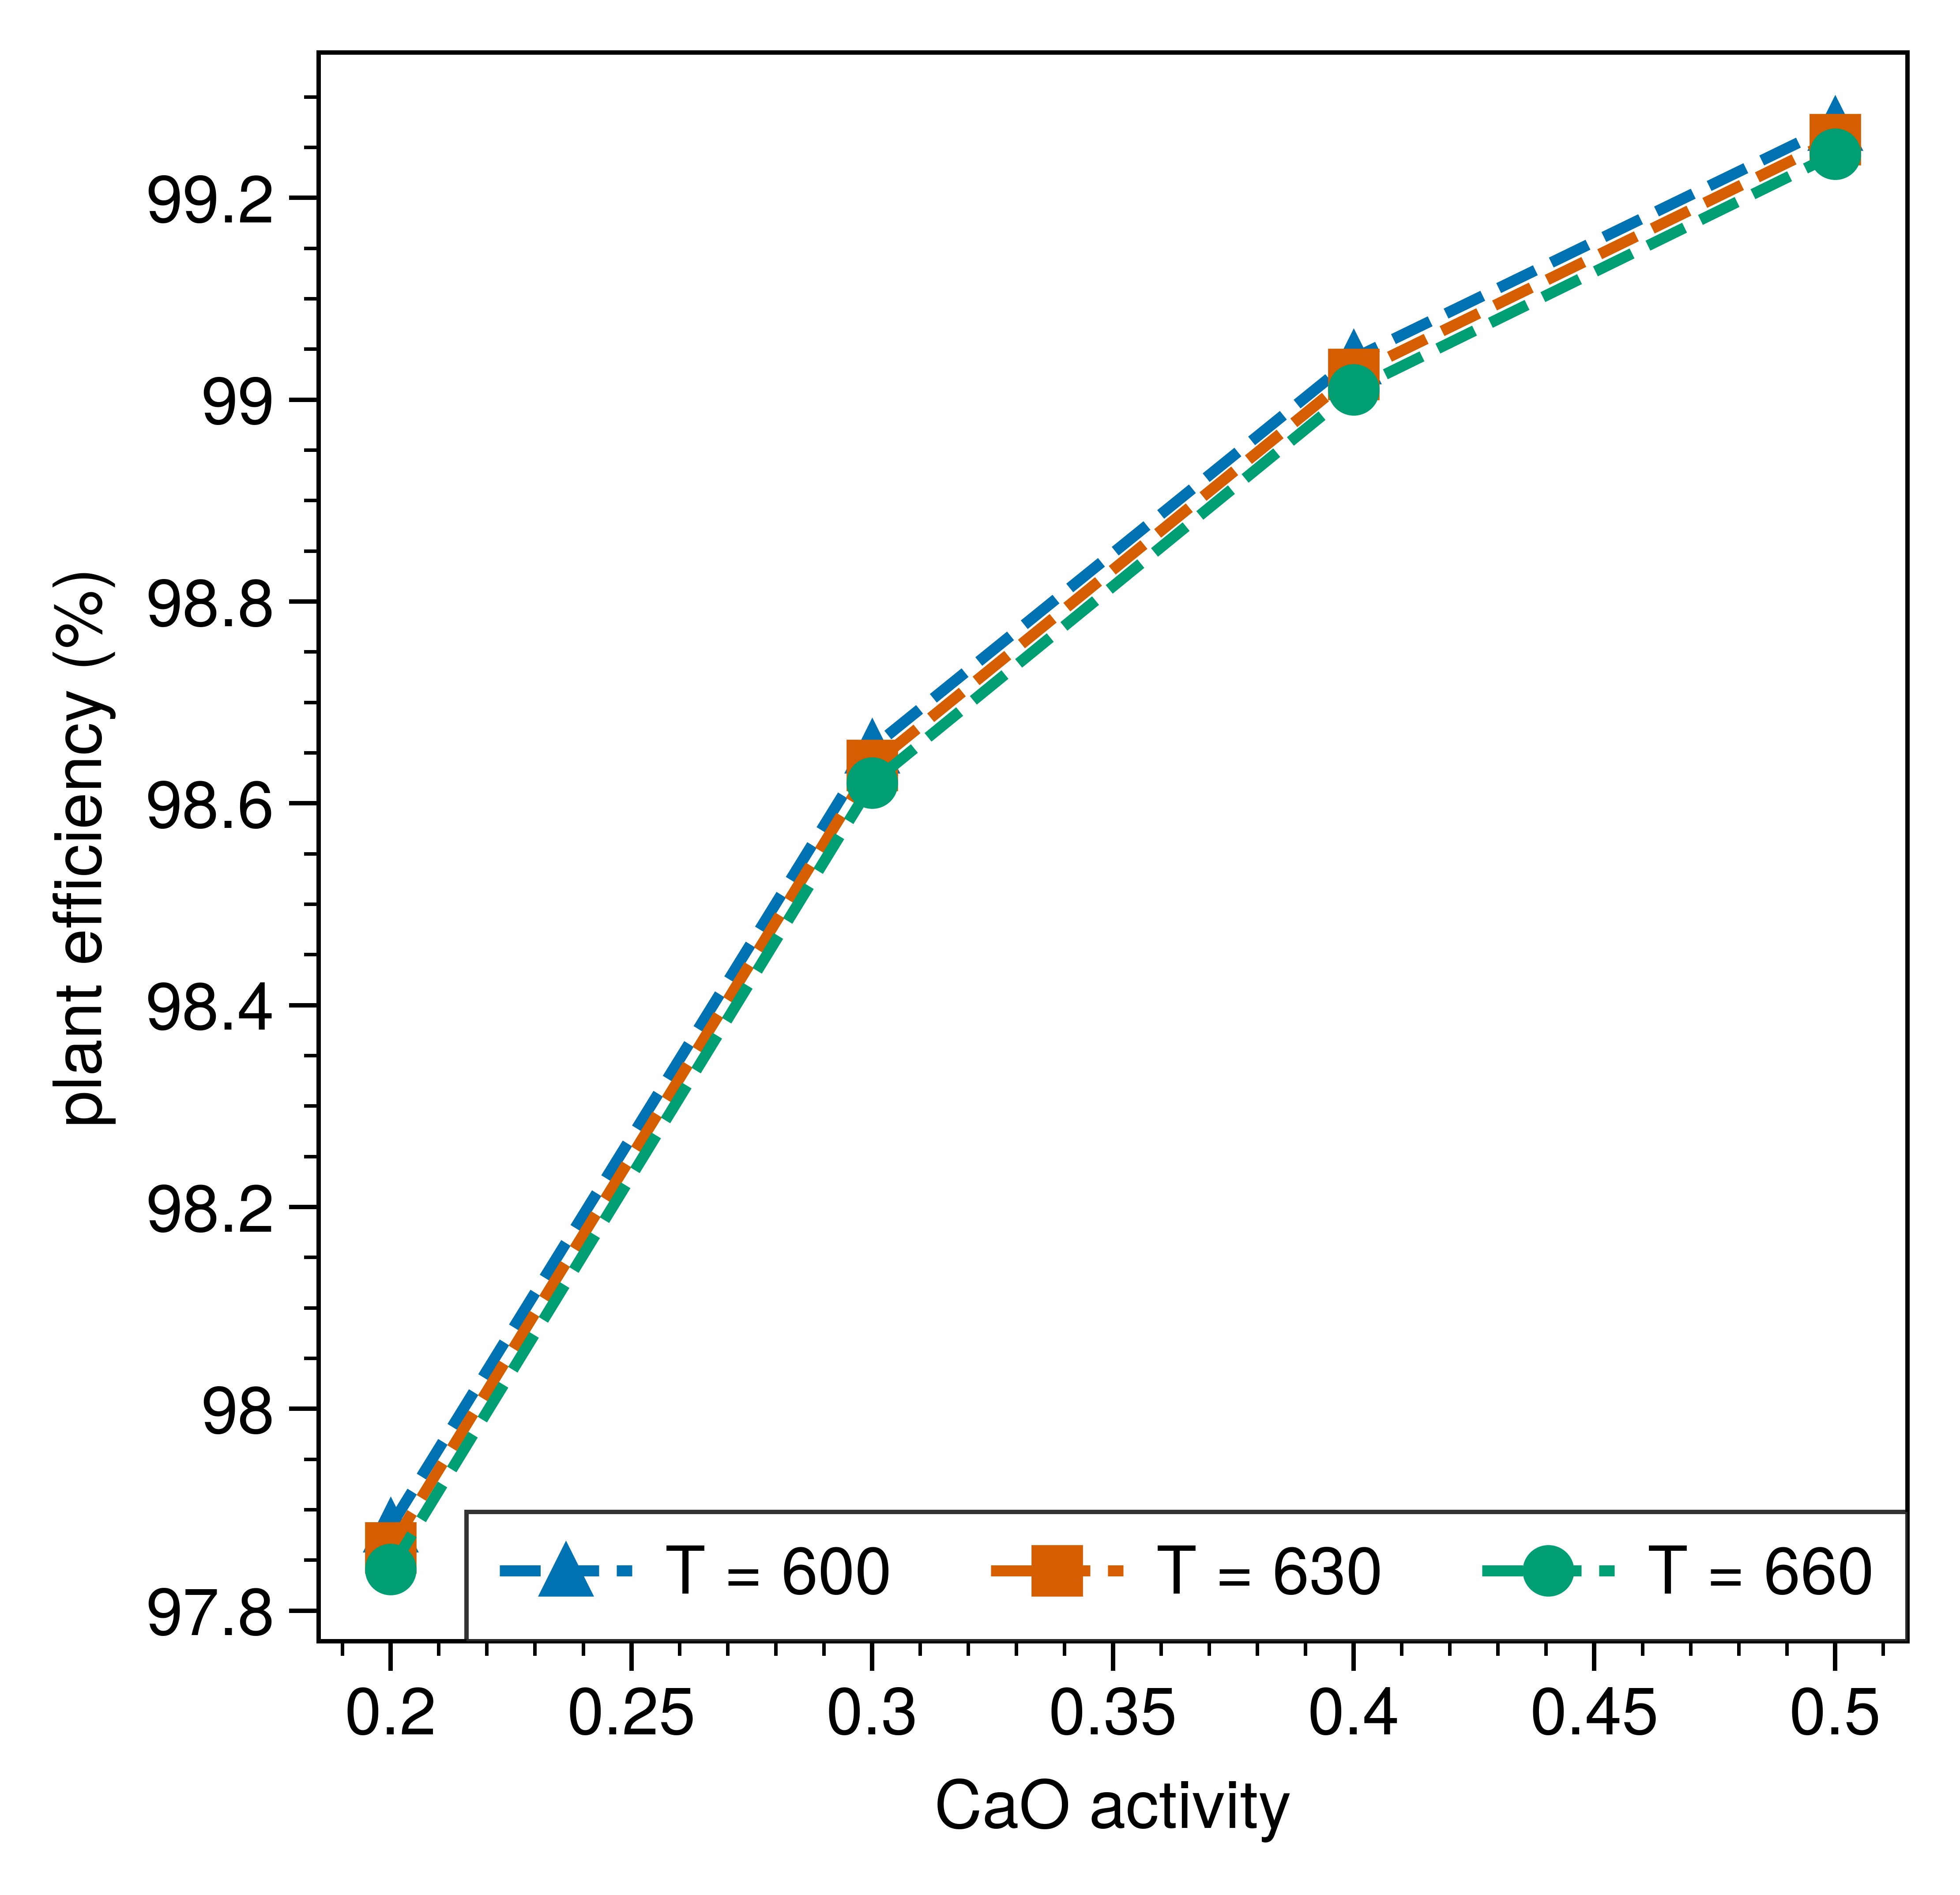 plant efficiency (%)
99.2
99
98.8
98.6
98.4
98.2
98
97.8
T = 600 T = 630 T = 660
0.2 0.25 0.3 0.35 0.4 0.45 0.5
CaO activity